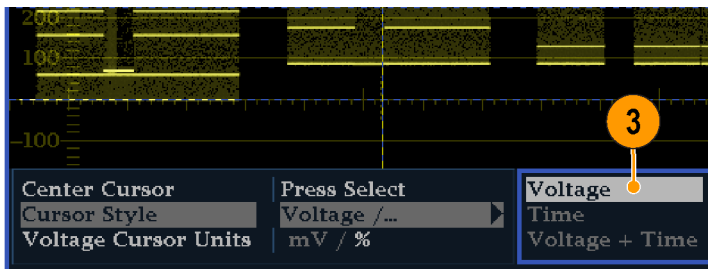 200
100
-100
3
Center Cursor Press Select Voltage
Cursor Style Voltage /... Time
Voltage Cursor Units mV / % Voltage + Time